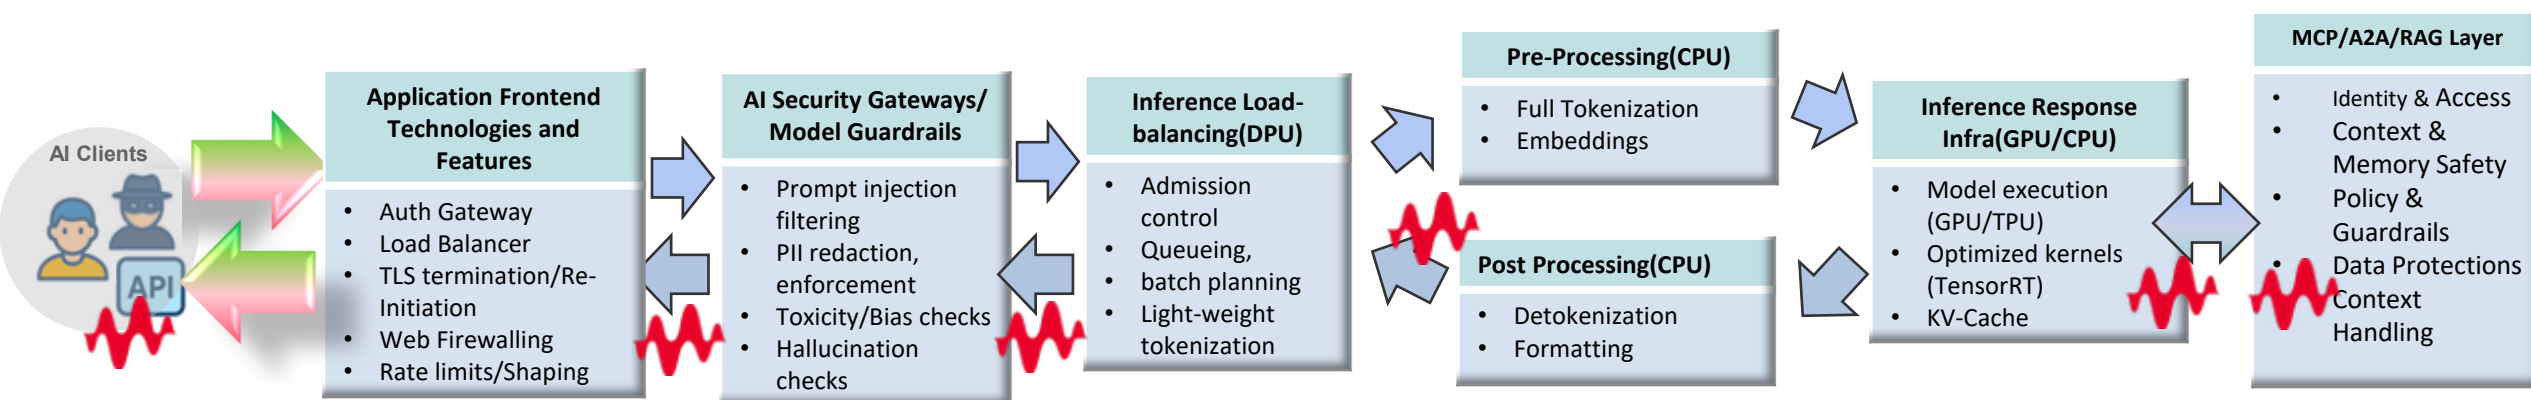 AI Clients
API
Application Frontend
Technologies and
Features
• Auth Gateway
• Load Balancer
• TLS termination/Re-
Initiation
• Web Firewalling
• Rate limits/Shaping
AI Security Gateways/
Model Guardrails
• Prompt injection
filtering
• PII redaction,
enforcement
• Toxicity/Bias checks
• Hallucination
checks
Inference Load-
balancing(DPU)
• Admission
control
• Queueing,
• batch planning
• Light-weight
tokenization
Pre-Processing(CPU)
• Full Tokenization
• Embeddings
Post Processing(CPU)
• Detokenization
• Formatting
Inference Response
Infra(GPU/CPU)
• Model execution
(GPU/TPU)
• Optimized kernels
(TensorRT)
• KV-Cache
MCP/A2A/RAG Layer
• Identity & Access
• Context &
Memory Safety
• Policy &
Guardrails
• Data Protections
Context
Handling